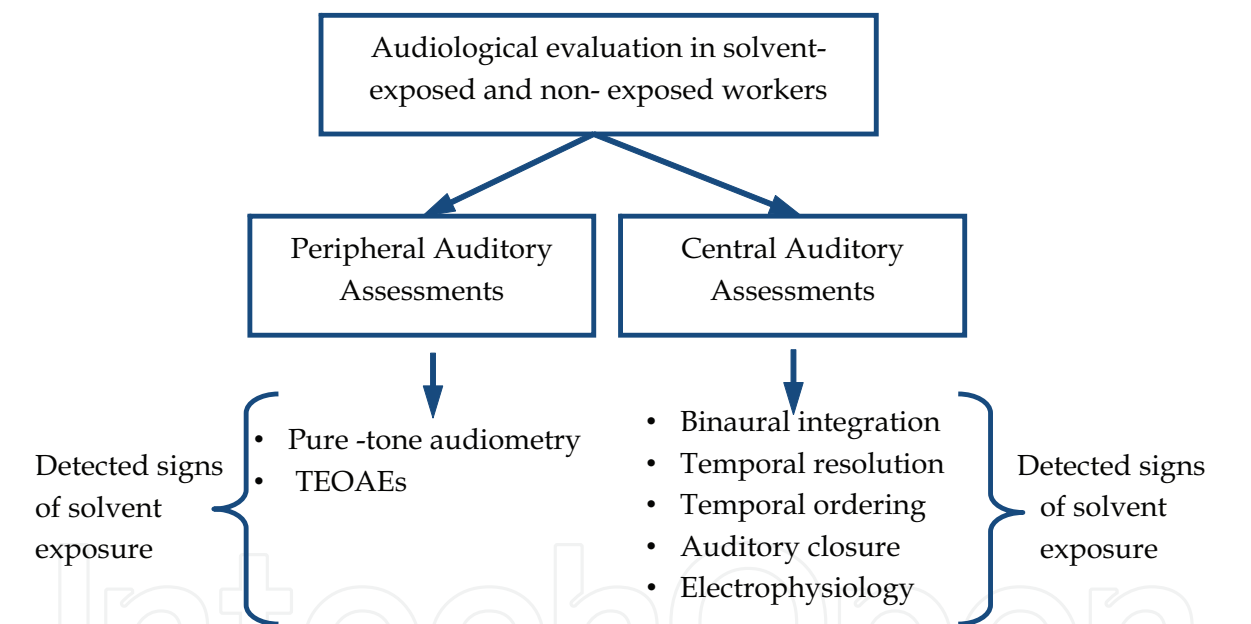 Audiological evaluation in solvent-
exposed and non- exposed workers
Peripheral Auditory
Assessments
Central Auditory
Assessments
Detected signs
of solvent
exposure
• Pure -tone audiometry
• TEOAEs
• Binaural integration
• Temporal resolution
• Temporal ordering
• Auditory closure
• Electrophysiology
Detected signs
of solvent
exposure
IntechOpen